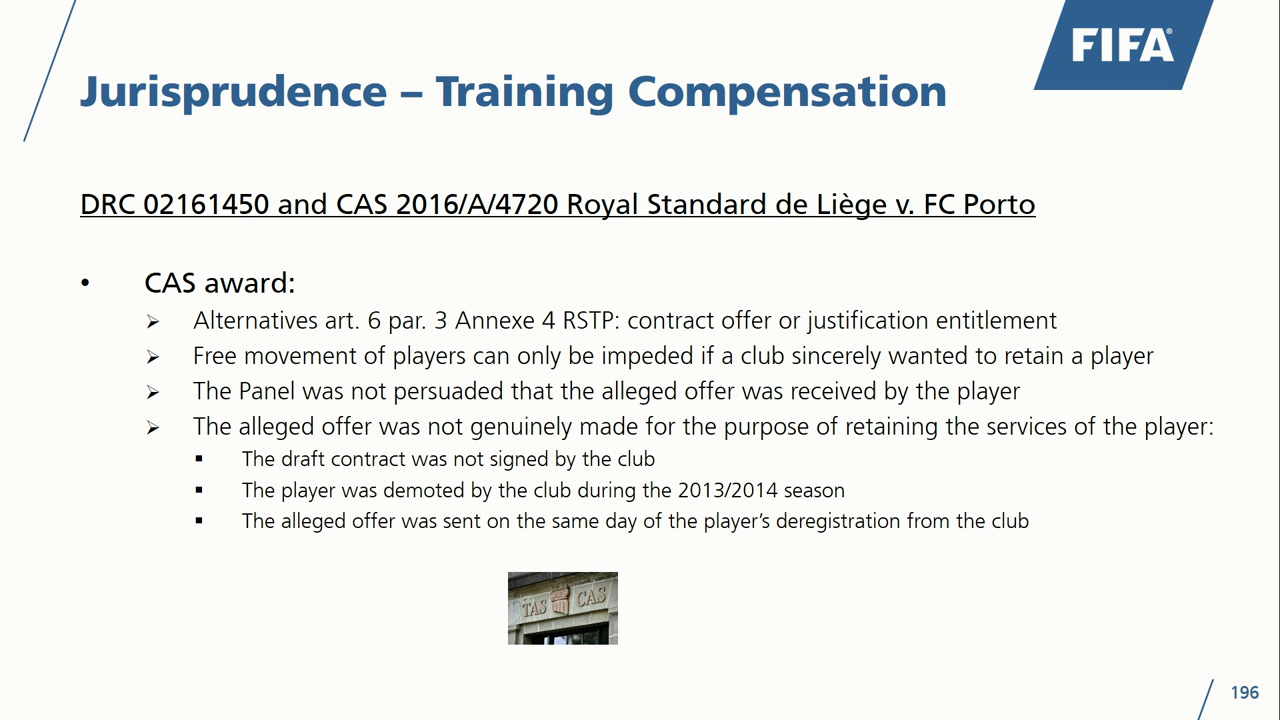 FIFA®
Jurisprudence – Training Compensation
DRC 02161450 and CAS 2016/A/4720 Royal Standard de Liège v. FC Porto
• CAS award:
➢ Alternatives art. 6 par. 3 Annexe 4 RSTP: contract offer or justification entitlement
➢ Free movement of players can only be impeded if a club sincerely wanted to retain a player
➢ The Panel was not persuaded that the alleged offer was received by the player
➢ The alleged offer was not genuinely made for the purpose of retaining the services of the player:
▪ The draft contract was not signed by the club
▪ The player was demoted by the club during the 2013/2014 season
▪ The alleged offer was sent on the same day of the player’s deregistration from the club
TAS CAS
196